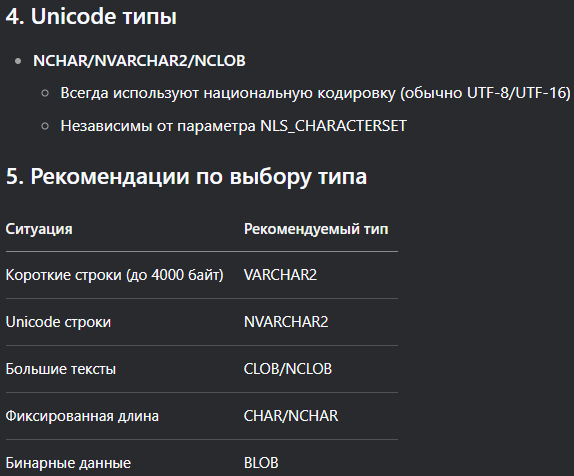 4. Unicode типы
NCHAR/NVARCHAR2/NCLOB
Всегда используют национальную кодировку (обычно UTF-8/UTF-16)
Независимы от параметра NLS_CHARACTERSET
5. Рекомендации по выбору типа
Ситуация Рекомендуемый тип
Короткие строки (до 4000 байт) VARCHAR2
Unicode строки NVARCHAR2
Большие тексты CLOB/NCLOB
Фиксированная длина CHAR/NCHAR
Бинарные данные BLOB